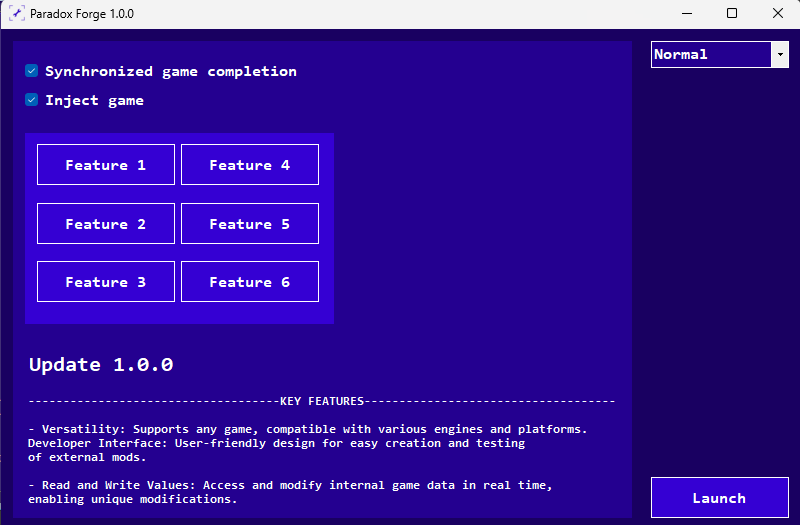 Paradox Forge 1.0.0
Synchronized game completion
Inject game
Normal
Feature 1
Feature 4
Feature 2
Feature 5
Feature 3
Feature 6
Update 1.0.0
------------------------------------KEY FEATURES------------------------------------
- Versatility: Supports any game, compatible with various engines and platforms.
Developer Interface: User-friendly design for easy creation and testing
of external mods.
- Read and Write Values: Access and modify internal game data in real time,
enabling unique modifications.
Launch